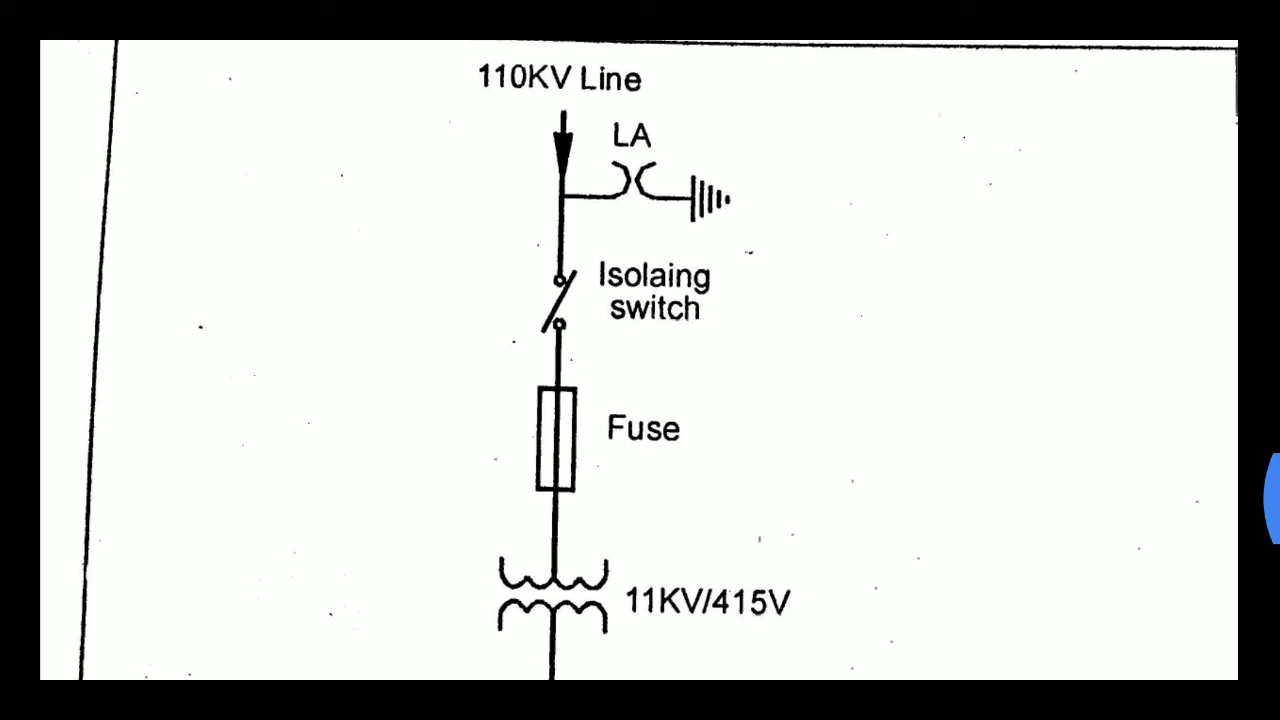 110KV Line
LA
Isolaing
switch
Fuse
11KV/415V